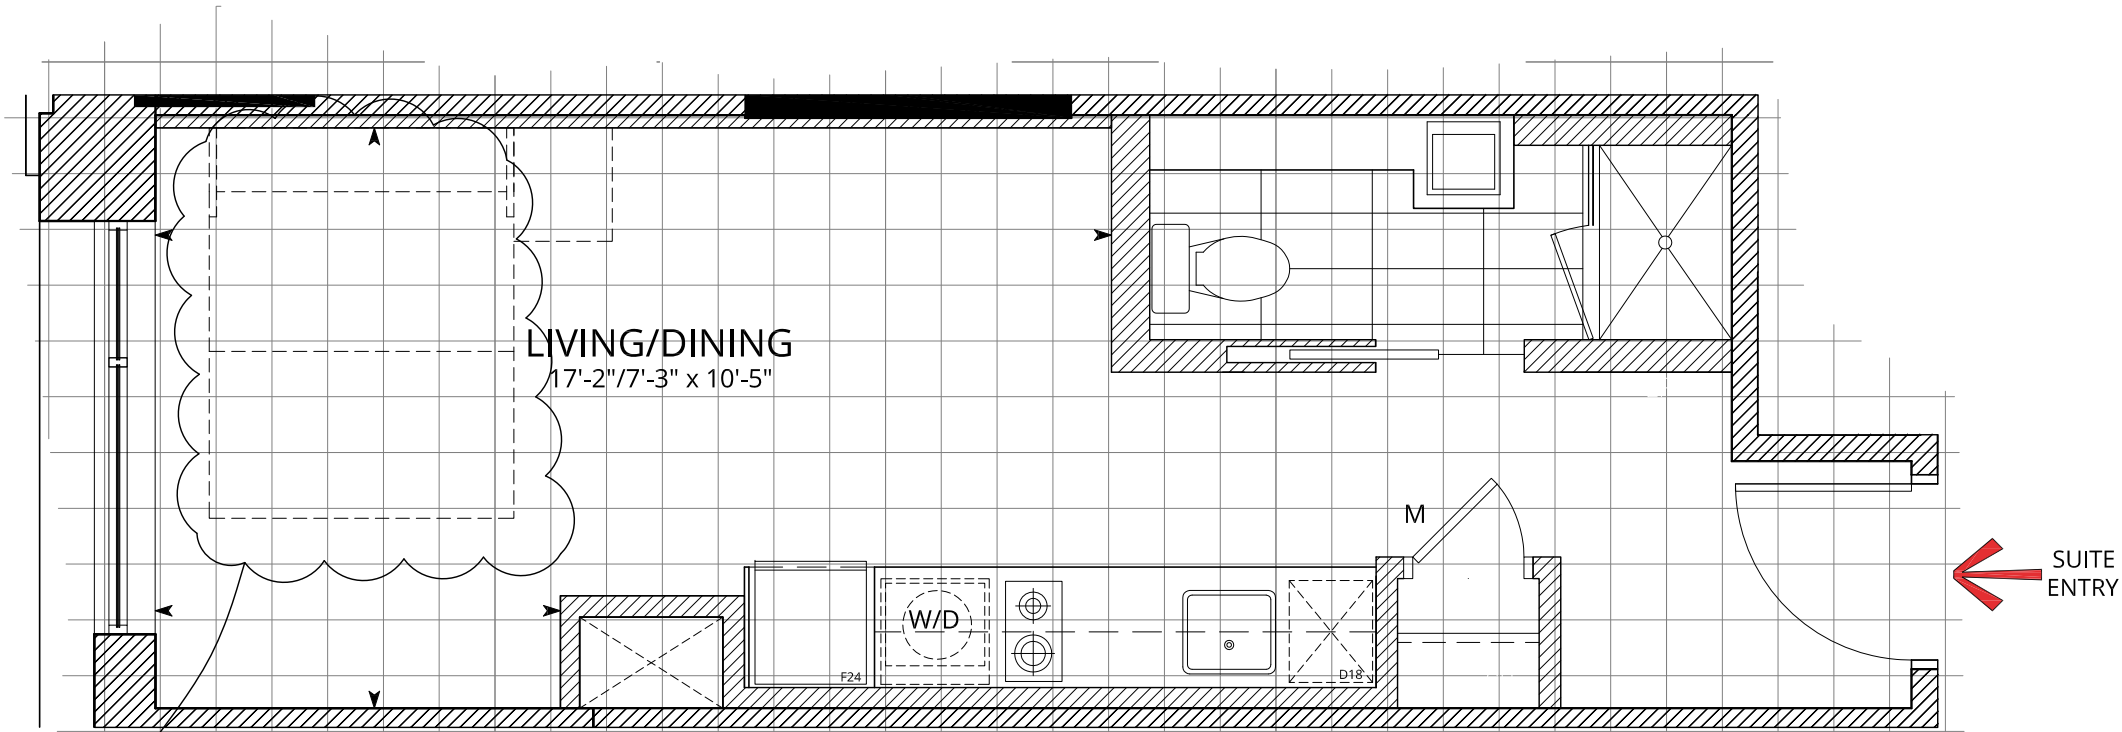 LIVING/DINING
17'-2"/7'-3" x 10'-5"
M
SUITE
ENTRY
W/D
F24
D18